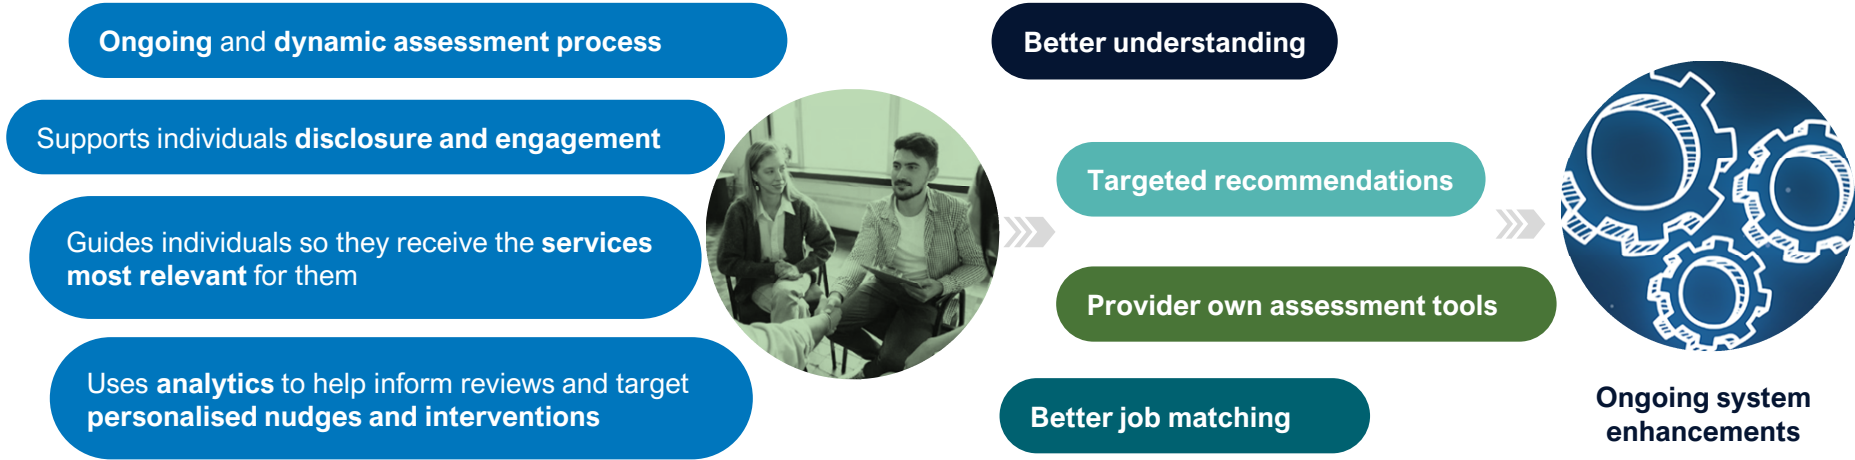 Ongoing and dynamic assessment process
Supports individuals disclosure and engagement
Guides individuals so they receive the services
most relevant for them
Uses analytics to help inform reviews and target
personalised nudges and interventions
Better understanding
Targeted recommendations
Provider own assessment tools
Better job matching
Ongoing system
enhancements